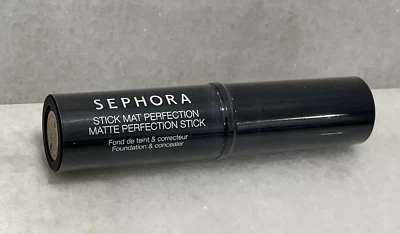 SEPHORA
STICK MAT PERFECTION
MATTE PERFECTION STICK
Fond de teint & correcteur
Foundation & concealer